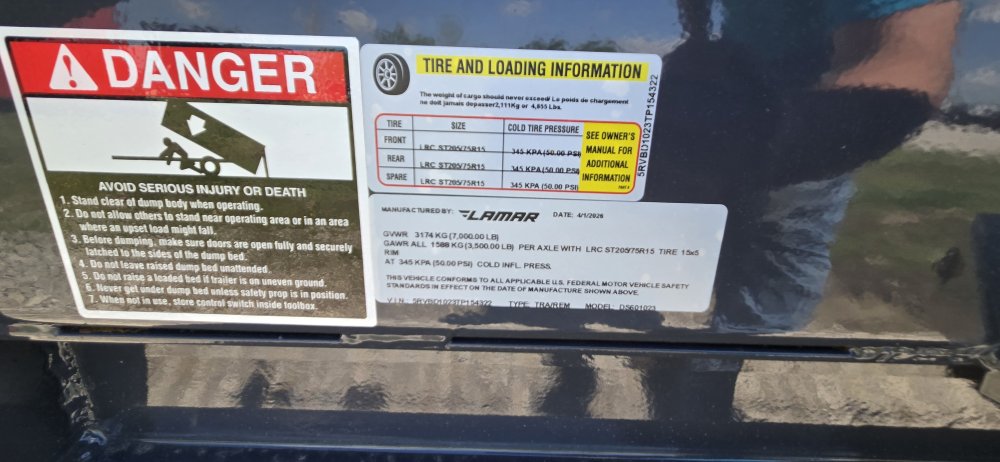 DANGER
AVOID SERIOUS INJURY OR DEATH
1. Stand clear of dump body when operating.
2. Do not allow others to stand near operating area or in an area
where an upset load might fall.
3. Before dumping, make sure doors are open fully and securely
latched to the sides of the dump bed.
4. Do not leave raised dump bed unattended.
5. Do not raise a loaded bed if trailer is on uneven ground.
6. Never get under dump bed unless safety prop is in position.
7. When not in use, store control switch inside toolbox.
TIRE AND LOADING INFORMATION
The weight of cargo should never exceed/ Le poids de chargement
ne doit jamais depasser2,111Kg or 4,655 Lbs.
TIRE SIZE COLD TIRE PRESSURE
FRONT LRC ST205/75R15 345 KPA (50.00 PSI)
REAR LRC ST205/75R15 345 KPA (50.00 PSI)
SPARE LRC ST205/75R15 345 KPA (50.00 PSI)
SEE OWNER'S
MANUAL FOR
ADDITIONAL
INFORMATION
5RVBD1023TP154322
MANUFACTURED BY: LAMAR DATE: 4/1/2026
GVWR 3174 KG (7,000.00 LB)
GAWR ALL 1588 KG (3,500.00 LB) PER AXLE WITH LRC ST205/75R15 TIRE 15x5
RIM
AT 345 KPA (50.00 PSI) COLD INFL. PRESS.
THIS VEHICLE CONFORMS TO ALL APPLICABLE U.S. FEDERAL MOTOR VEHICLE SAFETY
STANDARDS IN EFFECT ON THE DATE OF MANUFACTURE SHOWN ABOVE.
V.I.N. 5RVBD1023TP154322 TYPE: TRA/REM MODEL: DS601023